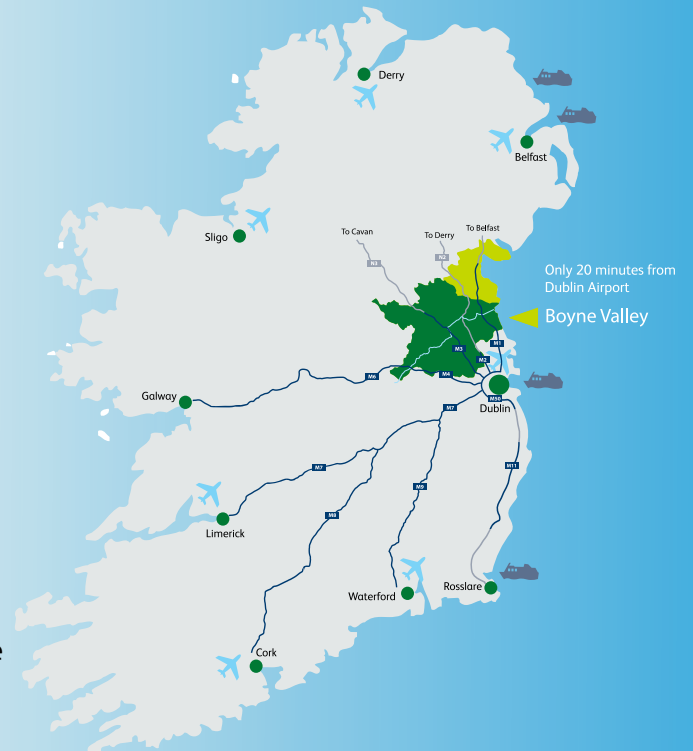 Derry
Belfast
Sligo
To Cavan
To Derry
To Belfast
N3
N2
Only 20 minutes from
Dublin Airport
Boyne Valley
M1
M3
M2
M6
M4
Galway
M50
Dublin
M7
M7
M11
M9
M8
Limerick
Waterford
Rosslare
Cork
e